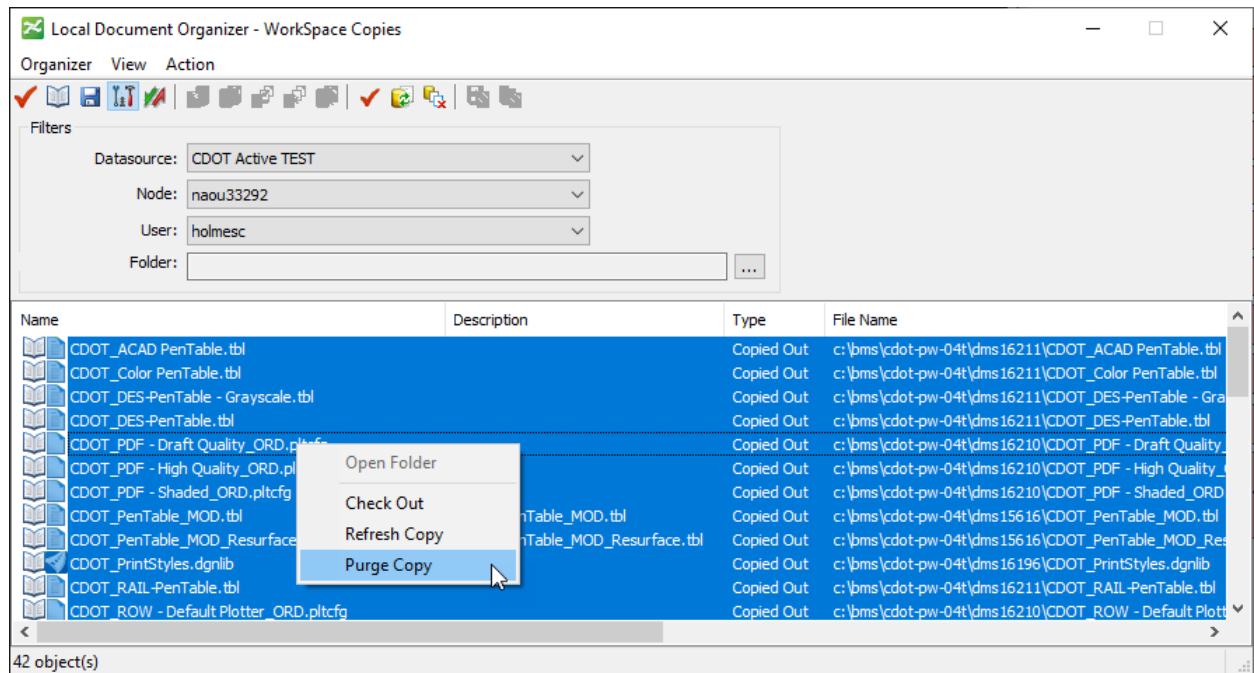 Local Document Organizer - WorkSpace Copies
Organizer View Action
Filters
Datasource: CDOT Active TEST
Node: naou33292
User: holmesc
Folder: ...
Name Description Type File Name
CDOT_ACAD PenTable.tbl Copied Out c:\bms\cdot-pw-04t\dms16211\CDOT_ACAD PenTable.tbl
CDOT_Color PenTable.tbl Copied Out c:\bms\cdot-pw-04t\dms16211\CDOT_Color PenTable.tbl
CDOT_DES-PenTable - Grayscale.tbl Copied Out c:\bms\cdot-pw-04t\dms16211\CDOT_DES-PenTable - Gra
CDOT_DES-PenTable.tbl Copied Out c:\bms\cdot-pw-04t\dms16211\CDOT_DES-PenTable.tbl
CDOT_PDF - Draft Quality_ORD.pltcfg Copied Out c:\bms\cdot-pw-04t\dms16210\CDOT_PDF - Draft Quality_
Open Folder
CDOT_PDF - High Quality_ORD.pl Copied Out c:\bms\cdot-pw-04t\dms16210\CDOT_PDF - High Quality_(
CDOT_PDF - Shaded_ORD.pltcfg Copied Out c:\bms\cdot-pw-04t\dms16210\CDOT_PDF - Shaded_ORD
Check Out
CDOT_PenTable_MOD.tbl nTable_MOD.tbl Copied Out c:\bms\cdot-pw-04t\dms15616\CDOT_PenTable_MOD.tbl
Refresh Copy
CDOT_PenTable_MOD_Resurface nTable_MOD_Resurface.tbl Copied Out c:\bms\cdot-pw-04t\dms15616\CDOT_PenTable_MOD_Res
CDOT_PrintStyles.dgnlib Copied Out c:\bms\cdot-pw-04t\dms16196\CDOT_PrintStyles.dgnlib
Purge Copy
CDOT_RAIL-PenTable.tbl Copied Out c:\bms\cdot-pw-04t\dms16211\CDOT_RAIL-PenTable.tbl
CDOT_ROW - Default Plotter_ORD.pltcfg Copied Out c:\bms\cdot-pw-04t\dms16210\CDOT_ROW - Default Plott
42 object(s)